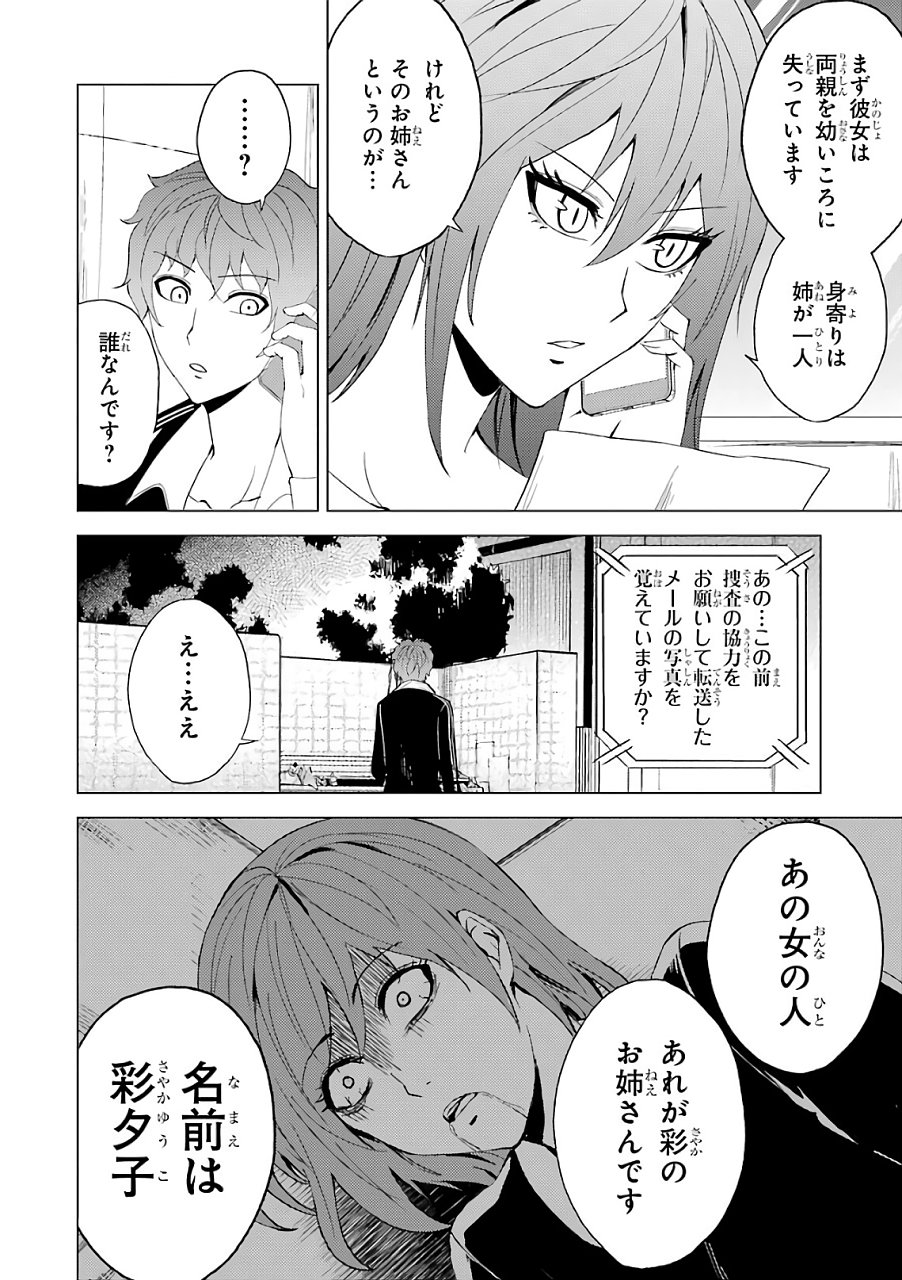 まず彼女は
両親を幼いころに
失っています
身寄りは
姉が一人
けれど
そのお姉さん
というのが…
……?
誰なんです?
あの…この前
捜査の協力を
お願いして転送した
メールの写真を
覚えていますか?
え…ええ
あの女の人
あれが彩の
お姉さんです
名前は
彩夕子